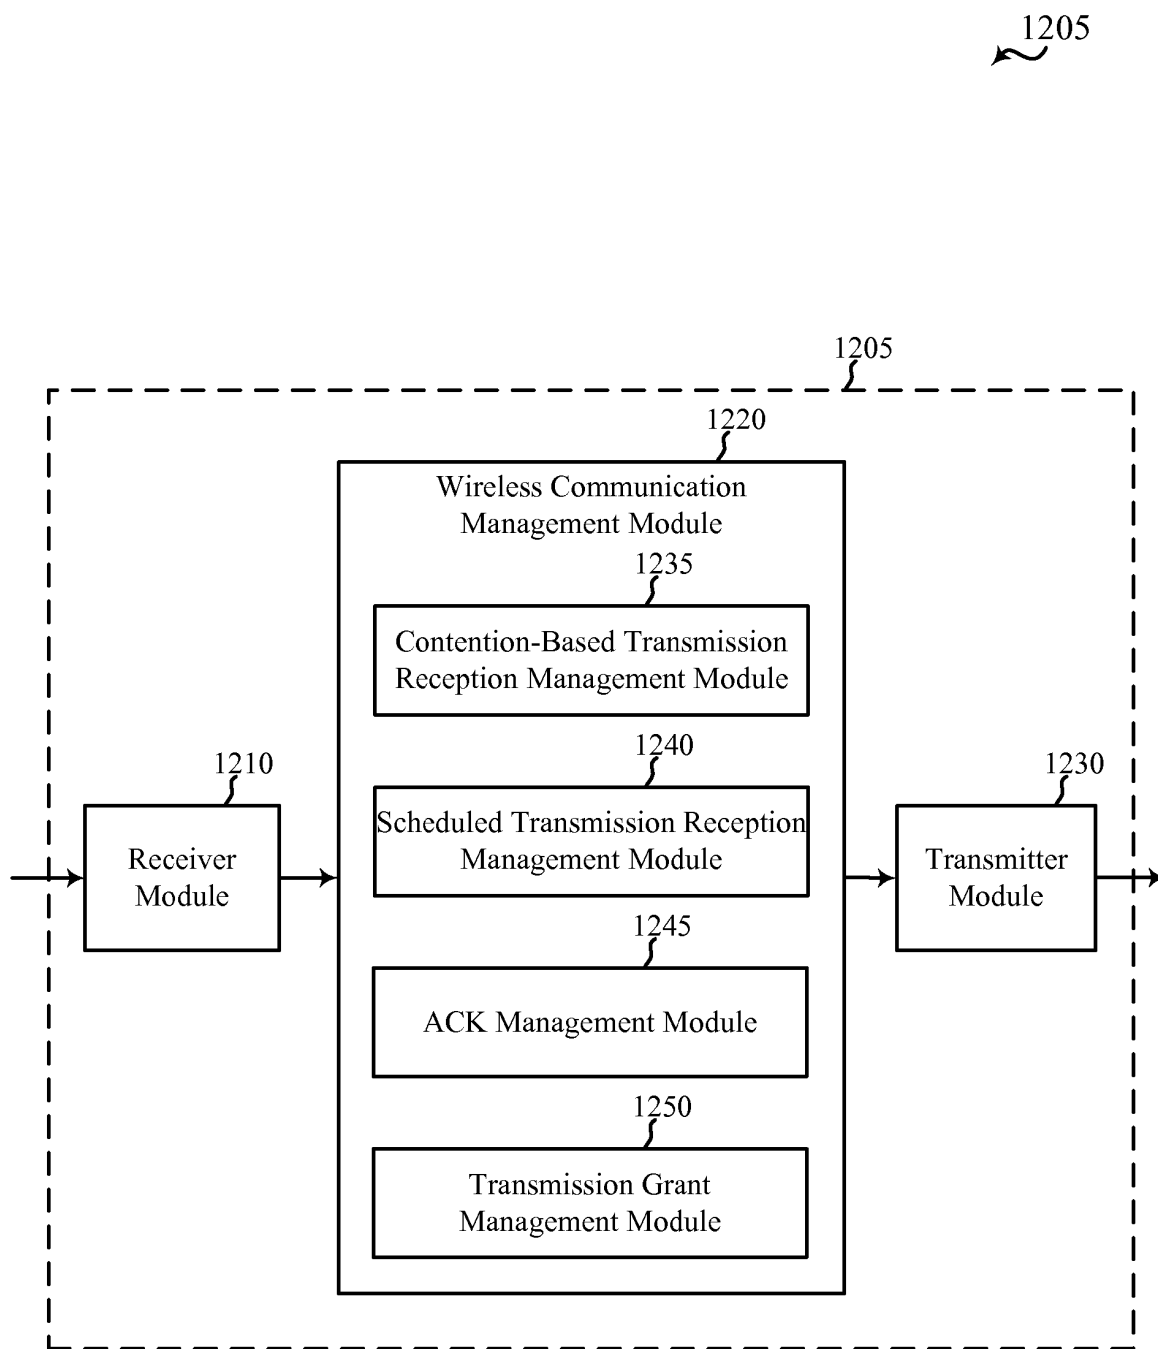 1205
1205
1220
Wireless Communication
Management Module
1235
Contention-Based Transmission
Reception Management Module
1240
Scheduled Transmission Reception
Management Module
1210
Receiver
Module
1230
Transmitter
Module
1245
ACK Management Module
1250
Transmission Grant
Management Module